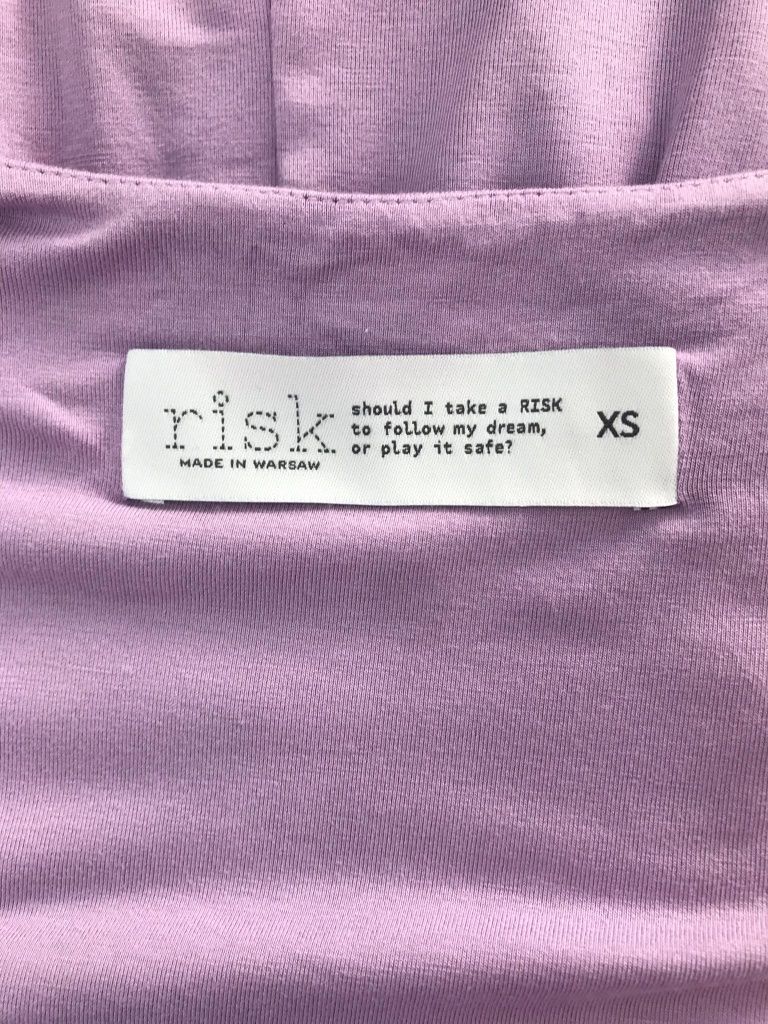 risk
MADE IN WARSAW
should I take a RISK
to follow my dream,
or play it safe?
XS